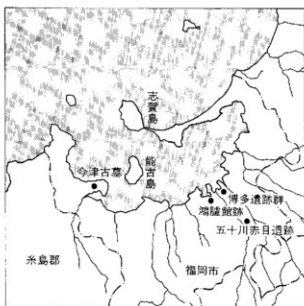 志賀島
能古島
今津古墓
博多遺跡群
鴻臚館跡
五十川赤目遺跡
糸島郡
福岡市